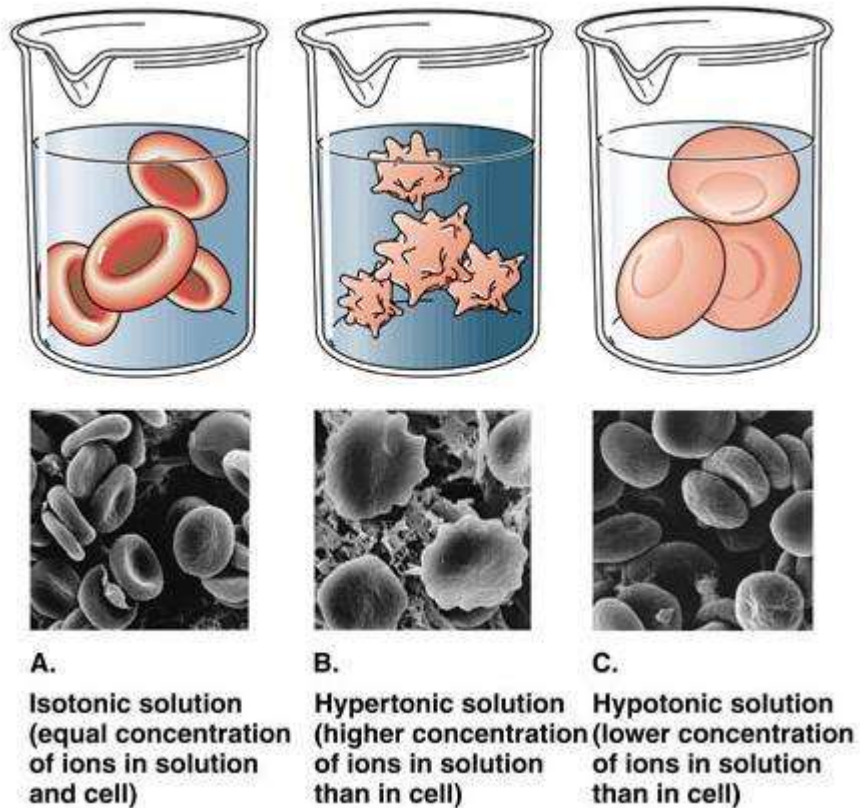 A.
Isotonic solution
(equal concentration
of ions in solution
and cell)
B.
Hypertonic solution
(higher concentration
of ions in solution
than in cell)
C.
Hypotonic solution
(lower concentration
of ions in solution
than in cell)